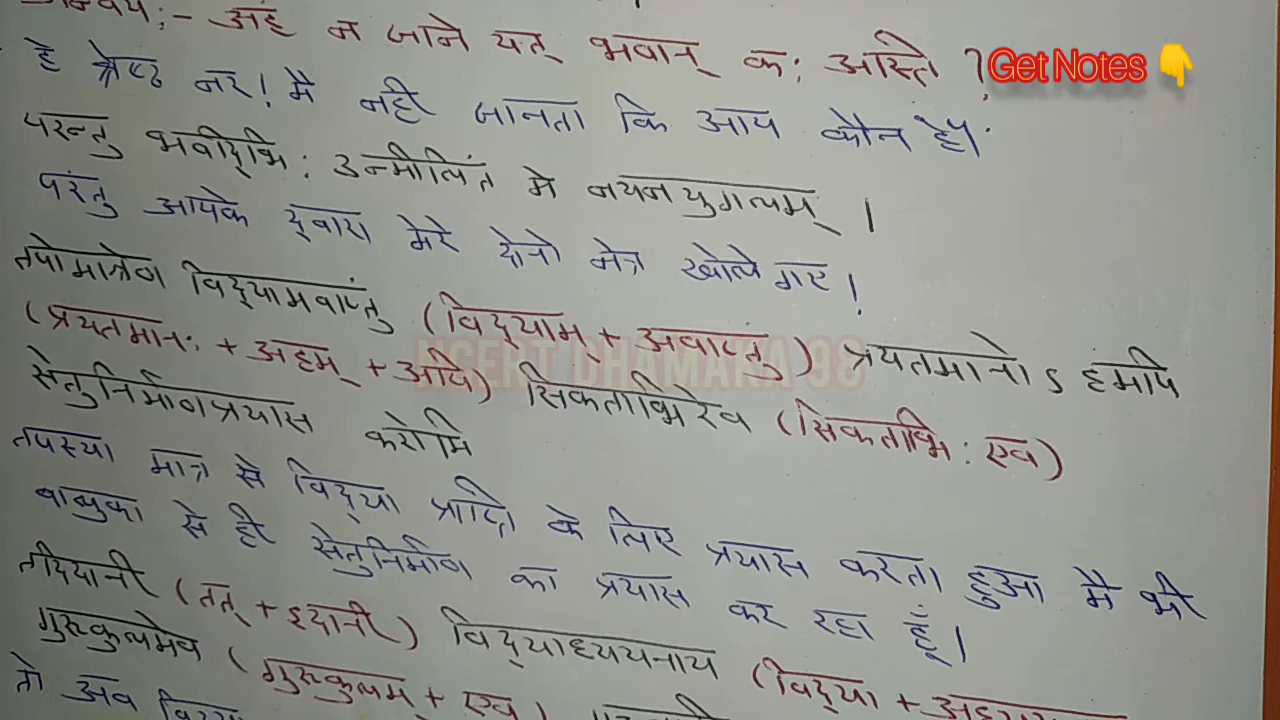 अन्वय:- अहं न जाने यत् भवान् क: अस्ति ?
Get Notes
हे श्रेष्ठ नर! मै नही जानता कि आप कौन है।
परन्तु भवद्भि: उन्मीलितं मे नयनयुगलम् ।
परंतु आपके द्वारा मेरे दोनो नेत्र खोले गए।
तपोमात्रेण विद्यामवाप्तुं (विद्याम् + अवाप्तुं) प्रयतमानोऽहमपि
(प्रयतमान: + अहम् + अपि) सिकताभिरेव (सिकताभि: एव)
सेतुनिर्माणप्रयास करोमि
NCERT DHAMAKA 98
तपस्या मात्र से विद्या प्राप्ति के लिए प्रयास करता हुआ मै भी
बालुका से ही सेतुनिर्माण का प्रयास कर रहा हूँ।
तदिदानी (तत् + इदानी) विद्याध्ययनाय (विद्या +
गुरुकुलमेव (गुरुकुलम् + एव)
तो अब